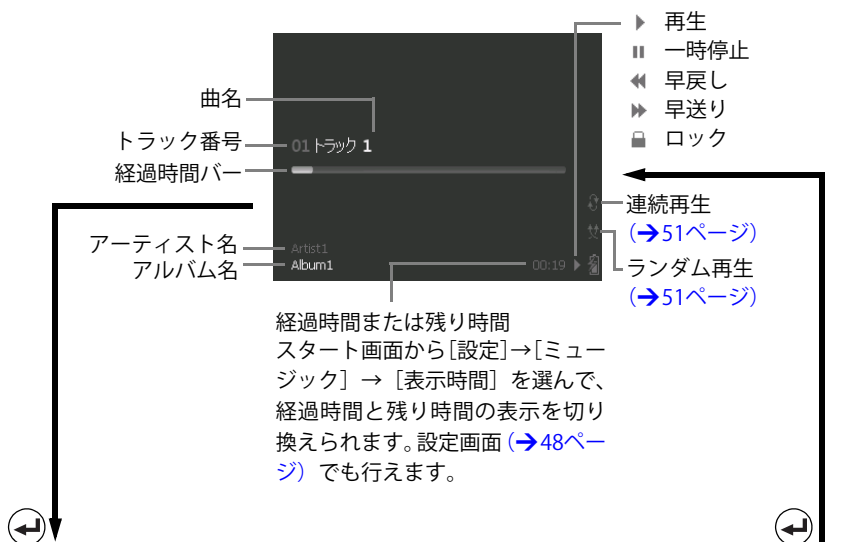 再生
一時停止
早戻し
早送り
ロック
曲名
トラック番号
経過時間バー
01 トラック 1
連続再生
(➔51ページ)
ランダム再生
(➔51ページ)
アーティスト名
アルバム名
Artist1
Album1
00:19
経過時間または残り時間
スタート画面から[設定]→[ミュー
ジック]→[表示時間]を選んで、
経過時間と残り時間の表示を切り
換えられます。設定画面(➔48ペー
ジ)でも行えます。